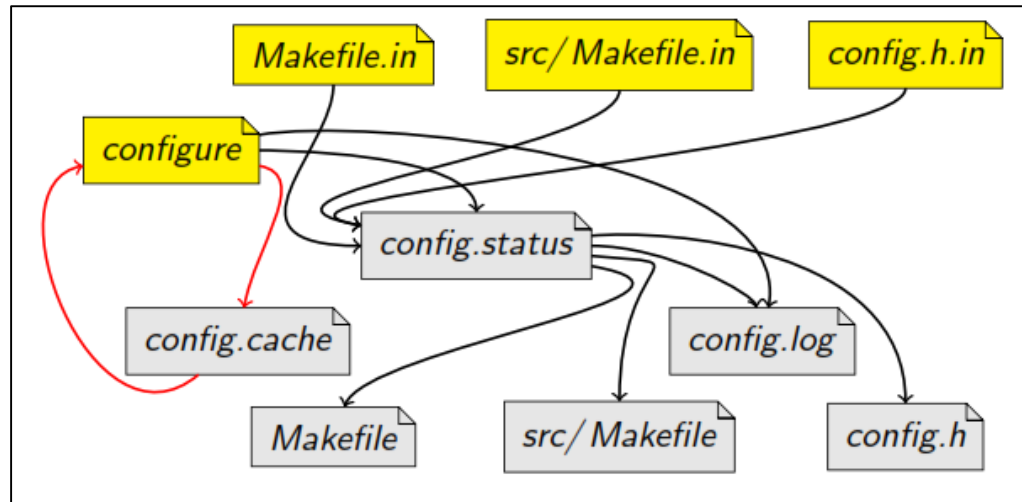 Makefile.in
src/ Makefile.in
config.h.in
configure
config.status
config.cache
config.log
Makefile
src/ Makefile
config.h